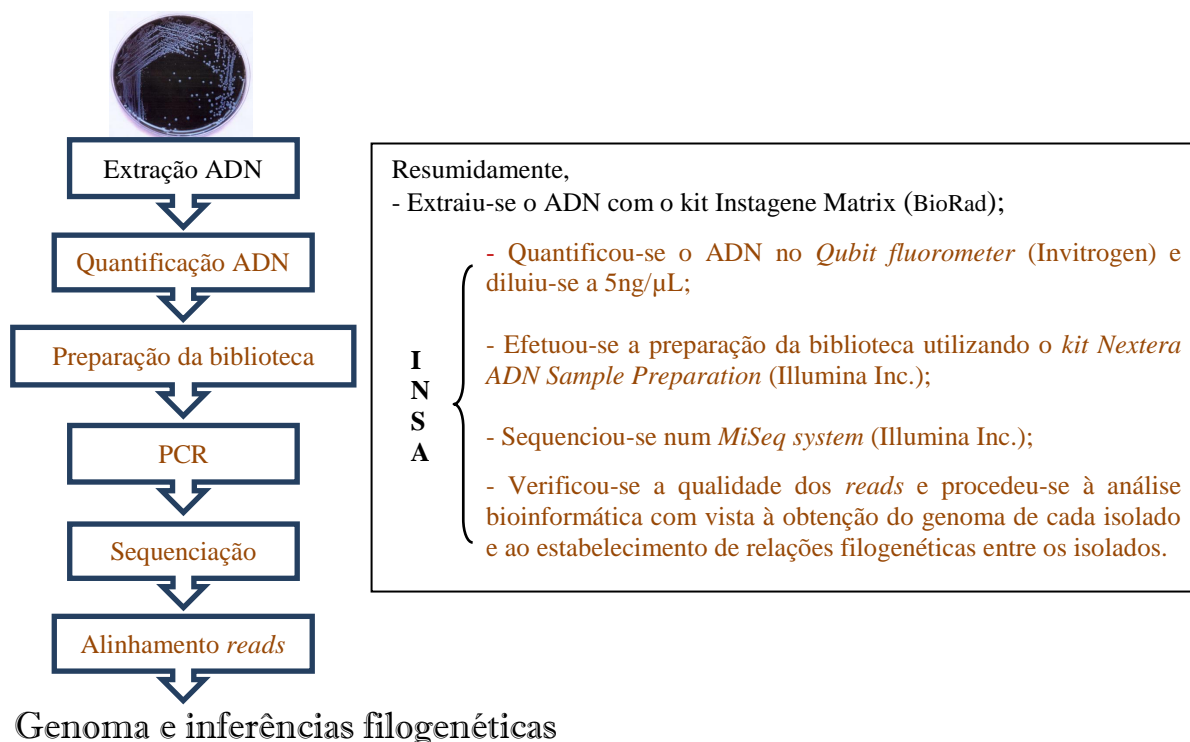 Extração ADN
Quantificação ADN
Preparação da biblioteca
PCR
Sequenciação
Alinhamento reads
Genoma e inferências filogenéticas
Resumidamente,
- Extraiu-se o ADN com o kit Instagene Matrix (BioRad);
I
N
S
A
- Quantificou-se o ADN no Qubit fluorometer (Invitrogen) e
diluiu-se a 5ng/µL;
- Efetuou-se a preparação da biblioteca utilizando o kit Nextera
ADN Sample Preparation (Illumina Inc.);
- Sequenciou-se num MiSeq system (Illumina Inc.);
- Verificou-se a qualidade dos reads e procedeu-se à análise
bioinformática com vista à obtenção do genoma de cada isolado
e ao estabelecimento de relações filogenéticas entre os isolados.